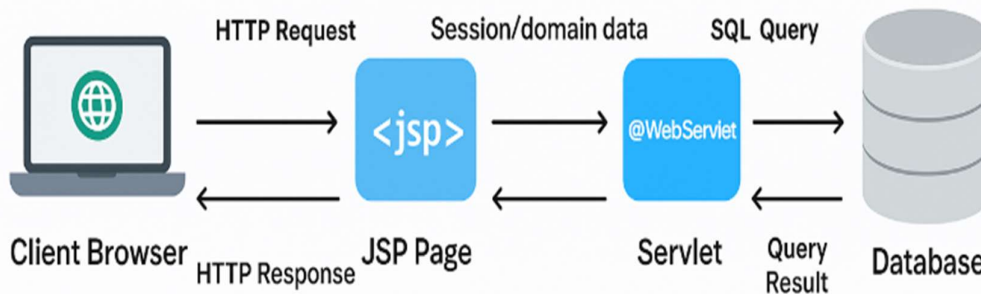 HTTP Request
Session/domain data
SQL Query
<jsp>
@WebServlet
Client Browser
HTTP Response
JSP Page
Servlet
Query
Result
Database